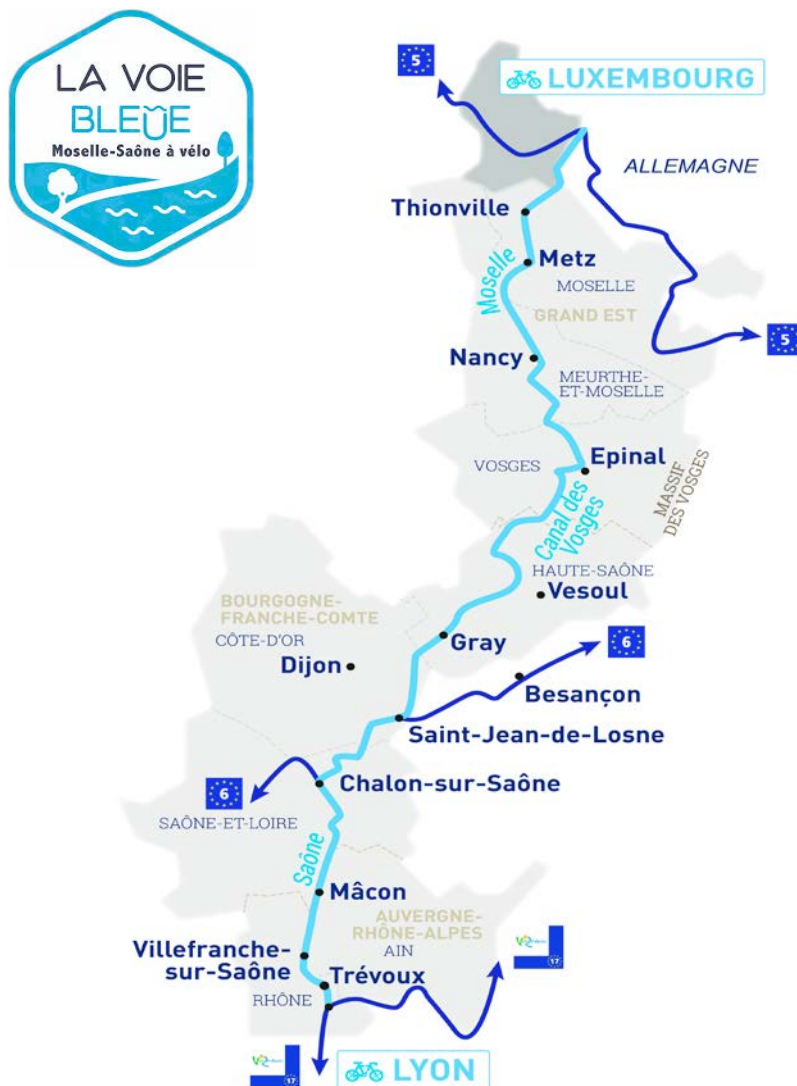 LA VOIE
BLEUE
Moselle-Saône à vélo
5
LUXEMBOURG
ALLEMAGNE
Thionville
Metz
Moselle
MOSELLE
GRAND EST
5
Nancy
MEURTHE-
ET-MOSELLE
VOSGES
Epinal
MASSIF
DES VOSGES
Canal des
Vosges
HAUTE-SAÔNE
Vesoul
BOURGOGNE-
FRANCHE-COMTE
CÔTE-D'OR
Gray
6
Dijon
Besançon
Saint-Jean-de-Losne
6
Chalon-sur-Saône
SAÔNE-ET-LOIRE
Saône
Mâcon
AUVERGNE-
RHÔNE-ALPES
AIN
Villefranche-
sur-Saône
Trévoux
17
RHÔNE
17
LYON